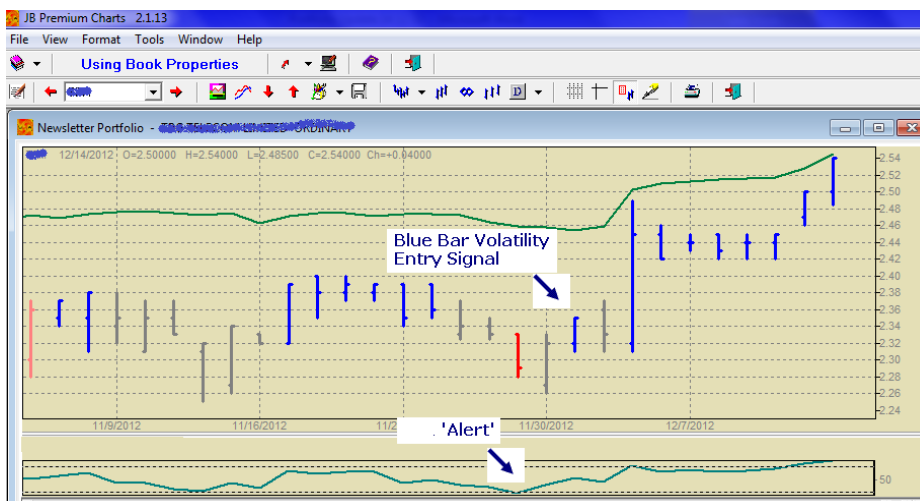 JB Premium Charts 2.1.13
File View Format Tools Window Help
Using Book Properties
D
Newsletter Portfolio -
12/14/2012 O=2.50000 H=2.54000 L=2.48500 C=2.54000 Ch=+0.04000
2.54
2.52
2.50
2.48
2.46
Blue Bar Volatility
2.44
Entry Signal
2.42
2.40
2.38
2.36
2.34
2.32
2.30
2.28
2.26
2.24
11/9/2012 11/16/2012 11/2 11/30/2012 12/7/2012
'Alert'
50